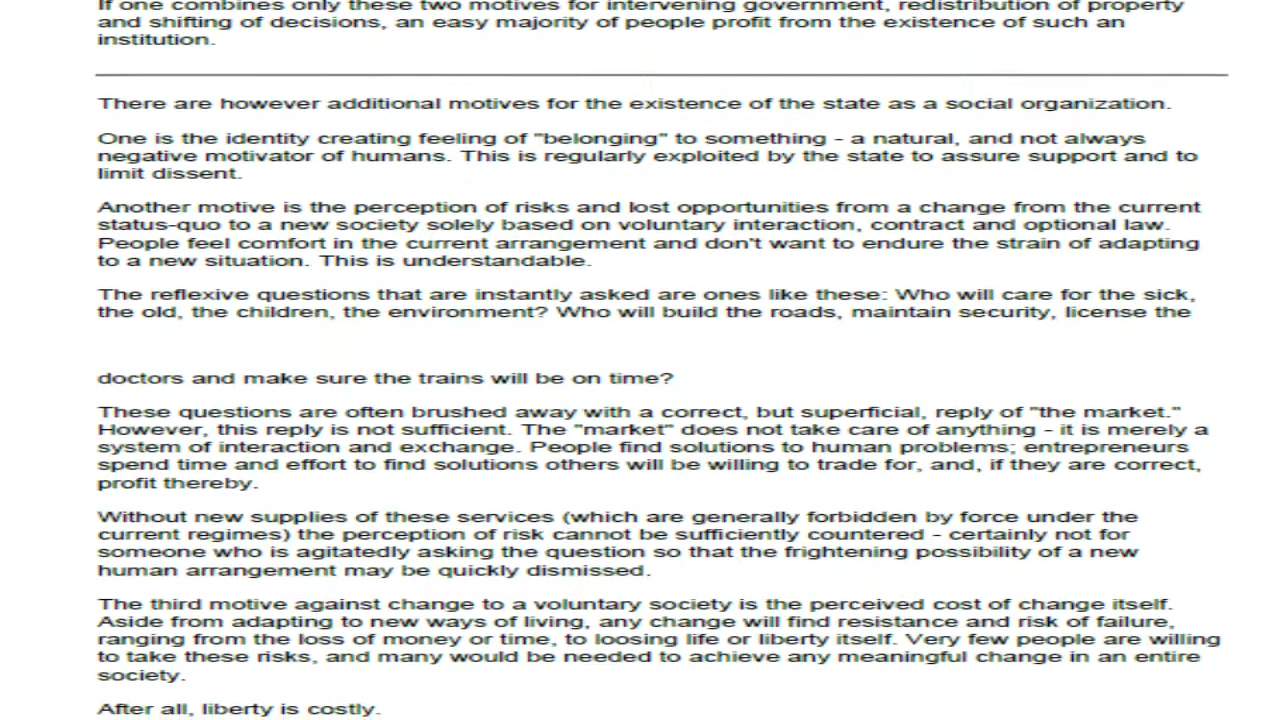 If one combines only these two motives for intervening government, redistribution of property
and shifting of decisions, an easy majority of people profit from the existence of such an
institution.
There are however additional motives for the existence of the state as a social organization.
One is the identity creating feeling of "belonging" to something - a natural, and not always
negative motivator of humans. This is regularly exploited by the state to assure support and to
limit dissent.
Another motive is the perception of risks and lost opportunities from a change from the current
status-quo to a new society solely based on voluntary interaction, contract and optional law.
People feel comfort in the current arrangement and don't want to endure the strain of adapting
to a new situation. This is understandable.
The reflexive questions that are instantly asked are ones like these: Who will care for the sick,
the old, the children, the environment? Who will build the roads, maintain security, license the
doctors and make sure the trains will be on time?
These questions are often brushed away with a correct, but superficial, reply of "the market."
However, this reply is not sufficient. The "market" does not take care of anything - it is merely a
system of interaction and exchange. People find solutions to human problems; entrepreneurs
spend time and effort to find solutions others will be willing to trade for, and, if they are correct,
profit thereby.
Without new supplies of these services (which are generally forbidden by force under the
current regimes) the perception of risk cannot be sufficiently countered - certainly not for
someone who is agitatedly asking the question so that the frightening possibility of a new
human arrangement may be quickly dismissed.
The third motive against change to a voluntary society is the perceived cost of change itself.
Aside from adapting to new ways of living, any change will find resistance and risk of failure,
ranging from the loss of money or time, to loosing life or liberty itself. Very few people are willing
to take these risks, and many would be needed to achieve any meaningful change in an entire
society.
After all, liberty is costly.